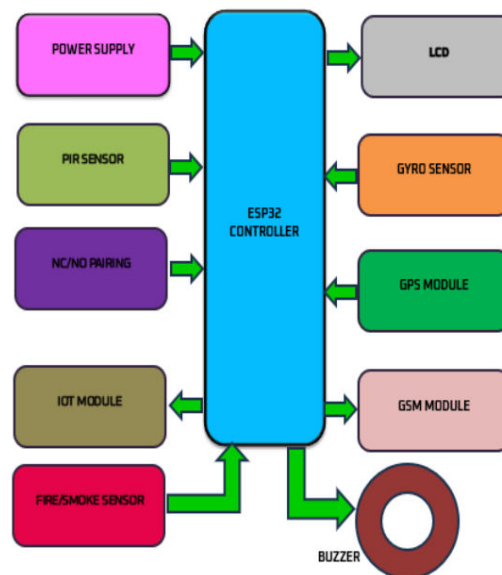 POWER SUPPLY
LCD
PIR SENSOR
GYRO SENSOR
ESP32
CONTROLLER
NC/NO PAIRING
GPS MODULE
IOT MODULE
GSM MODULE
FIRE/SMOKE SENSOR
BUZZER